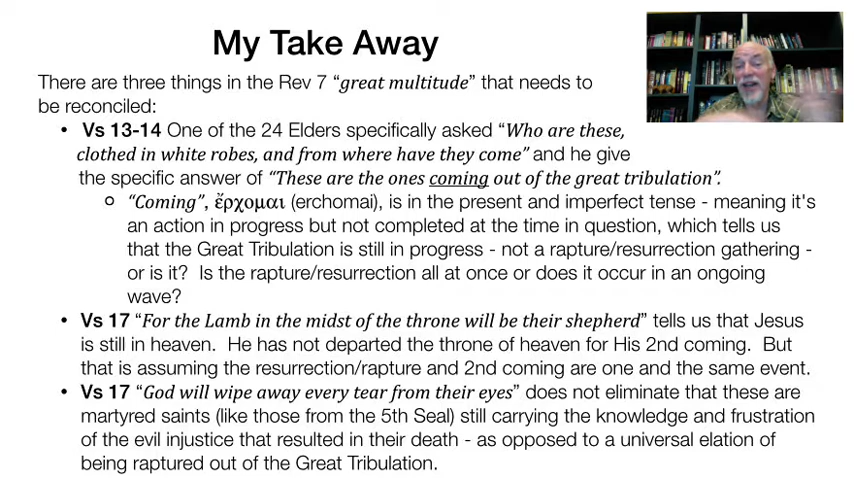 My Take Away
There are three things in the Rev 7 “great multitude” that needs to
be reconciled:
• Vs 13-14 One of the 24 Elders specifically asked “Who are these,
clothed in white robes, and from where have they come” and he give
the specific answer of “These are the ones coming out of the great tribulation”.
○ “Coming”, ἔρχομαι (erchomai), is in the present and imperfect tense - meaning it's
an action in progress but not completed at the time in question, which tells us
that the Great Tribulation is still in progress - not a rapture/resurrection gathering -
or is it? Is the rapture/resurrection all at once or does it occur in an ongoing
wave?
• Vs 17 “For the Lamb in the midst of the throne will be their shepherd” tells us that Jesus
is still in heaven. He has not departed the throne of heaven for His 2nd coming. But
that is assuming the resurrection/rapture and 2nd coming are one and the same event.
• Vs 17 “God will wipe away every tear from their eyes” does not eliminate that these are
martyred saints (like those from the 5th Seal) still carrying the knowledge and frustration
of the evil injustice that resulted in their death - as opposed to a universal elation of
being raptured out of the Great Tribulation.